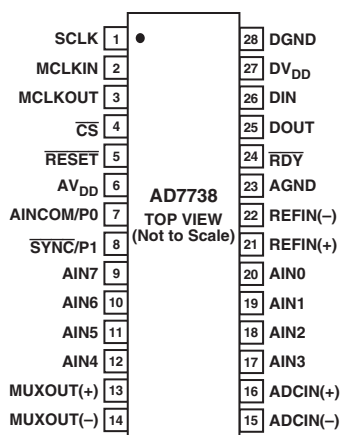 SCLK 1 28 DGND
MCLKIN 2 27 DVDD
MCLKOUT 3 26 DIN
CS 4 25 DOUT
RESET 5 24 RDY
AVDD 6 23 AGND
AINCOM/P0 7 22 REFIN(–)
SYNC/P1 8 21 REFIN(+)
AIN7 9 20 AIN0
AIN6 10 19 AIN1
AIN5 11 18 AIN2
AIN4 12 17 AIN3
MUXOUT(+) 13 16 ADCIN(+)
MUXOUT(–) 14 15 ADCIN(–)
AD7738
TOP VIEW
(Not to Scale)